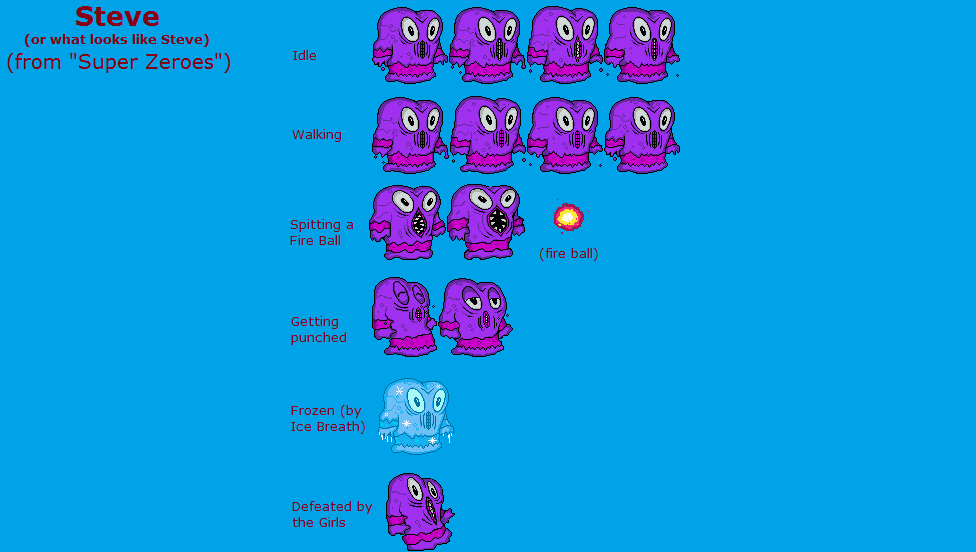 Steve
(or what looks like Steve)
(from "Super Zeroes")
Idle
Walking
Spitting a
Fire Ball
(fire ball)
Getting
punched
Frozen (by
Ice Breath)
Defeated by
the Girls